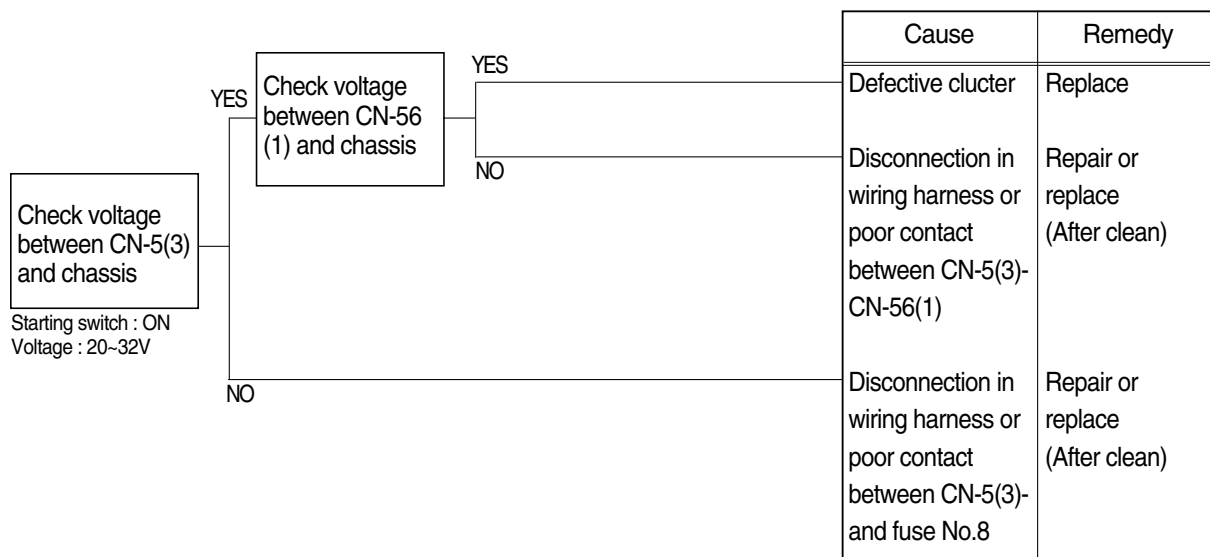 Check voltage
between CN-5(3)
and chassis
Starting switch : ON
Voltage : 20~32V
YES
NO
Check voltage
between CN-56
(1) and chassis
YES
NO
Cause
Remedy
Defective clucter
Replace
Disconnection in
wiring harness or
poor contact
between CN-5(3)-
CN-56(1)
Repair or
replace
(After clean)
Disconnection in
wiring harness or
poor contact
between CN-5(3)-
and fuse No.8
Repair or
replace
(After clean)